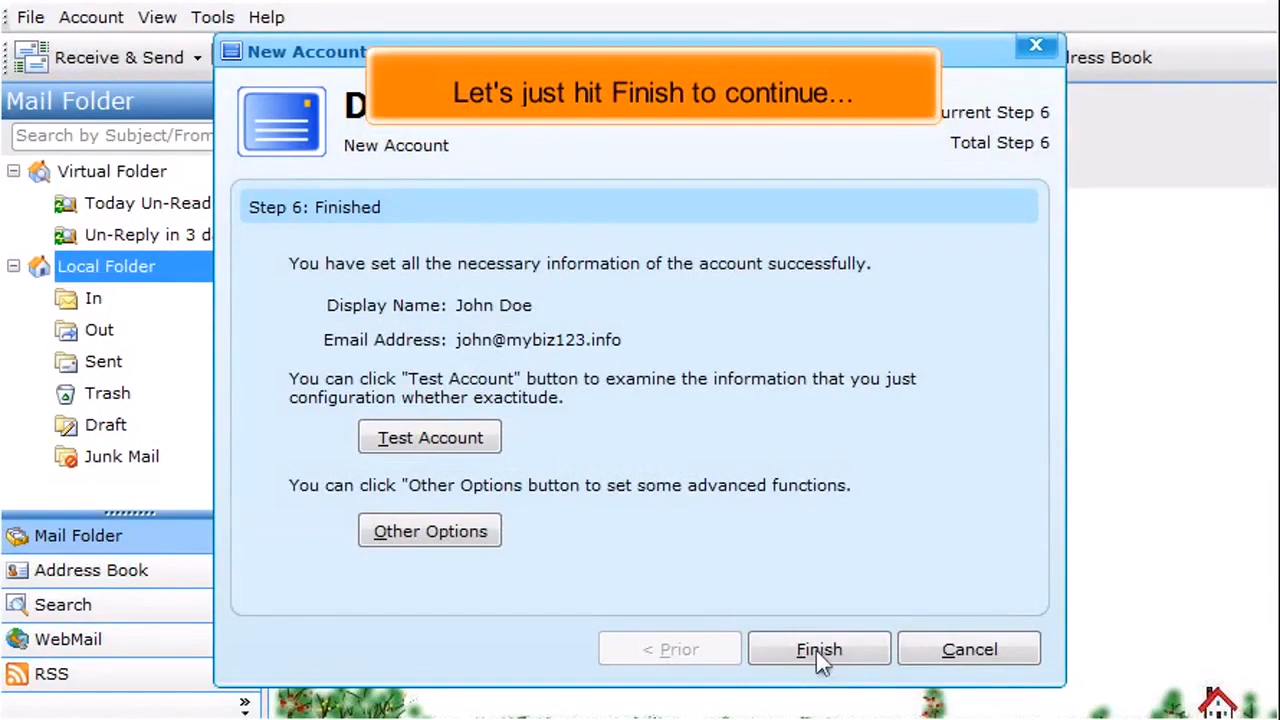 File Account View Tools Help
Receive & Send
ress Book
Mail Folder
Search by Subject/From
Virtual Folder
Today Un-Read
Un-Reply in 3 d
Local Folder
In
Out
Sent
Trash
Draft
Junk Mail
Mail Folder
Address Book
Search
WebMail
RSS
New Account
Let's just hit Finish to continue...
D
New Account
urrent Step 6
Total Step 6
Step 6: Finished
You have set all the necessary information of the account successfully.
Display Name: John Doe
Email Address: john@mybiz123.info
You can click "Test Account" button to examine the information that you just
configuration whether exactitude.
Test Account
You can click "Other Options button to set some advanced functions.
Other Options
< Prior Finish Cancel